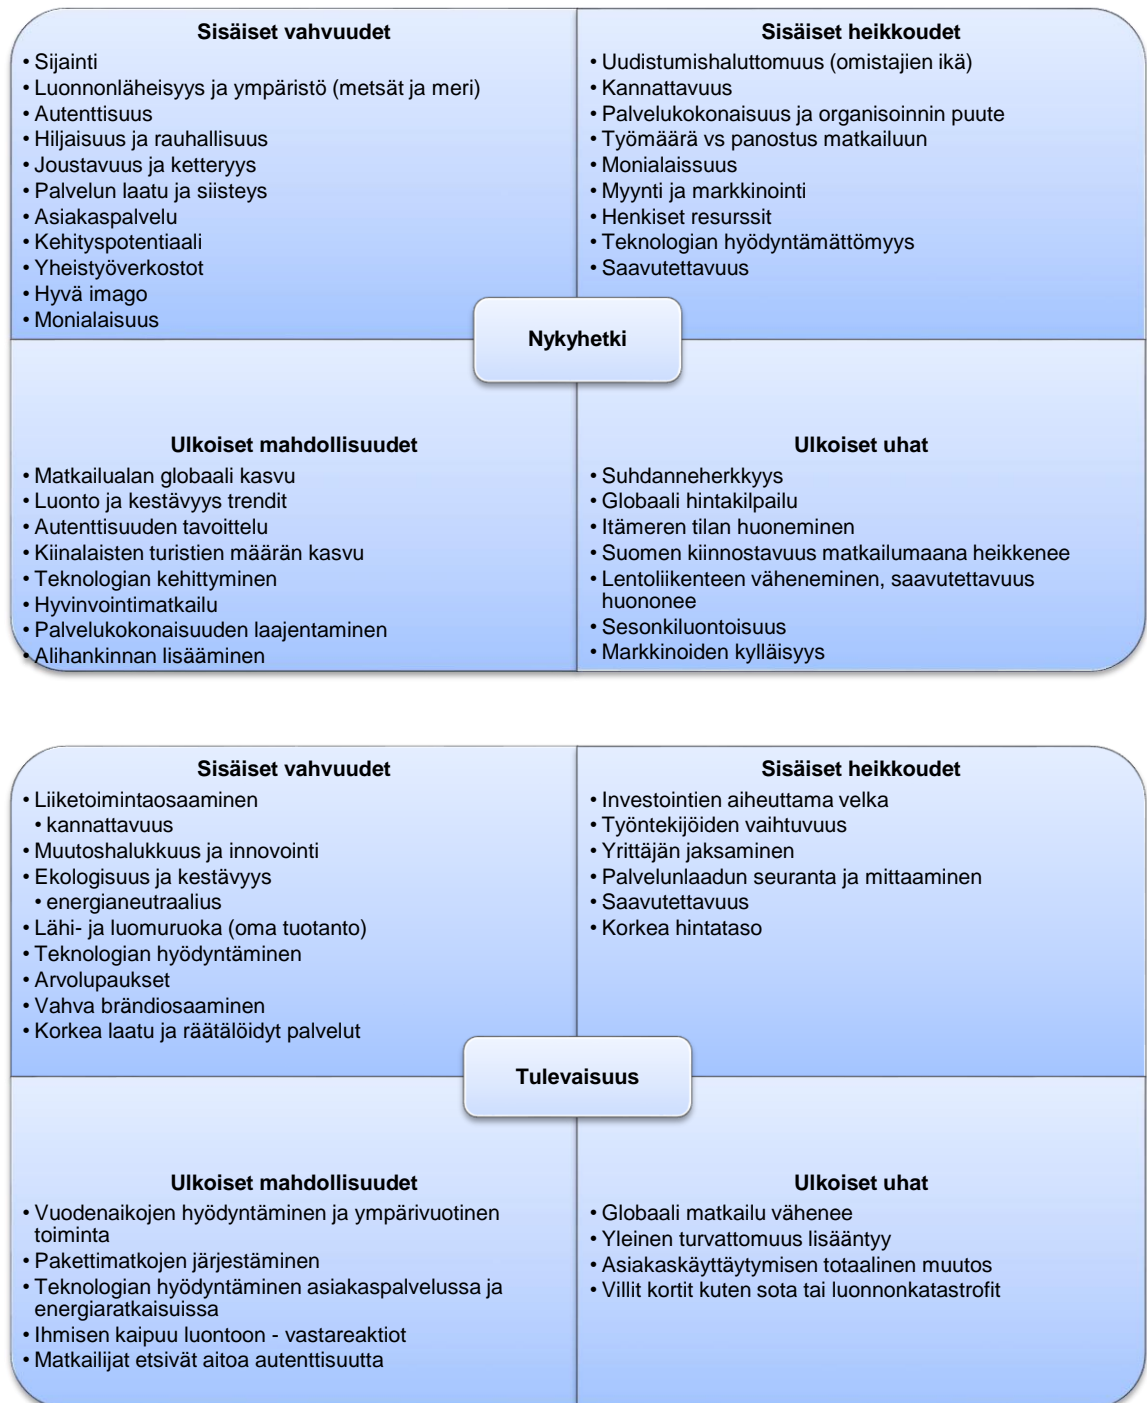 Sisäiset vahvuudet
• Sijainti
• Luonnonläheisyys ja ympäristö (metsät ja meri)
• Autenttisuus
• Hiljaisuus ja rauhallisuus
• Joustavuus ja ketteryys
• Palvelun laatu ja siisteys
• Asiakaspalvelu
• Kehityspotentiaali
• Yheistyöverkostot
• Hyvä imago
• Monialaisuus
Sisäiset heikkoudet
• Uudistumishaluttomuus (omistajien ikä)
• Kannattavuus
• Palvelukokonaisuus ja organisoinnin puute
• Työmäärä vs panostus matkailuun
• Monialaissuus
• Myynti ja markkinointi
• Henkiset resurssit
• Teknologian hyödyntämättömyys
• Saavutettavuus
Nykyhetki
Ulkoiset mahdollisuudet
• Matkailualan globaali kasvu
• Luonto ja kestävyys trendit
• Autenttisuuden tavoittelu
• Kiinalaisten turistien määrän kasvu
• Teknologian kehittyminen
• Hyvinvointimatkailu
• Palvelukokonaisuuden laajentaminen
• Alihankinnan lisääminen
Ulkoiset uhat
• Suhdanneherkkyys
• Globaali hintakilpailu
• Itämeren tilan huoneminen
• Suomen kiinnostavuus matkailumaana heikkenee
• Lentoliikenteen väheneminen, saavutettavuus
huononee
• Sesonkiluontoisuus
• Markkinoiden kylläisyys
Sisäiset vahvuudet
• Liiketoimintaosaaminen
• kannattavuus
• Muutoshalukkuus ja innovointi
• Ekologisuus ja kestävyys
• energianeutraalius
• Lähi- ja luomuruoka (oma tuotanto)
• Teknologian hyödyntäminen
• Arvolupaukset
• Vahva brändiosaaminen
• Korkea laatu ja räätälöidyt palvelut
Sisäiset heikkoudet
• Investointien aiheuttama velka
• Työntekijöiden vaihtuvuus
• Yrittäjän jaksaminen
• Palvelunlaadun seuranta ja mittaaminen
• Saavutettavuus
• Korkea hintataso
Tulevaisuus
Ulkoiset mahdollisuudet
• Vuodenaikojen hyödyntäminen ja ympärivuotinen
toiminta
• Pakettimatkojen järjestäminen
• Teknologian hyödyntäminen asiakaspalvelussa ja
energiaratkaisuissa
• Ihmisen kaipuu luontoon - vastareaktiot
• Matkailijat etsivät aitoa autenttisuutta
Ulkoiset uhat
• Globaali matkailu vähenee
• Yleinen turvattomuus lisääntyy
• Asiakaskäyttäytymisen totaalinen muutos
• Villit kortit kuten sota tai luonnonkatastrofit